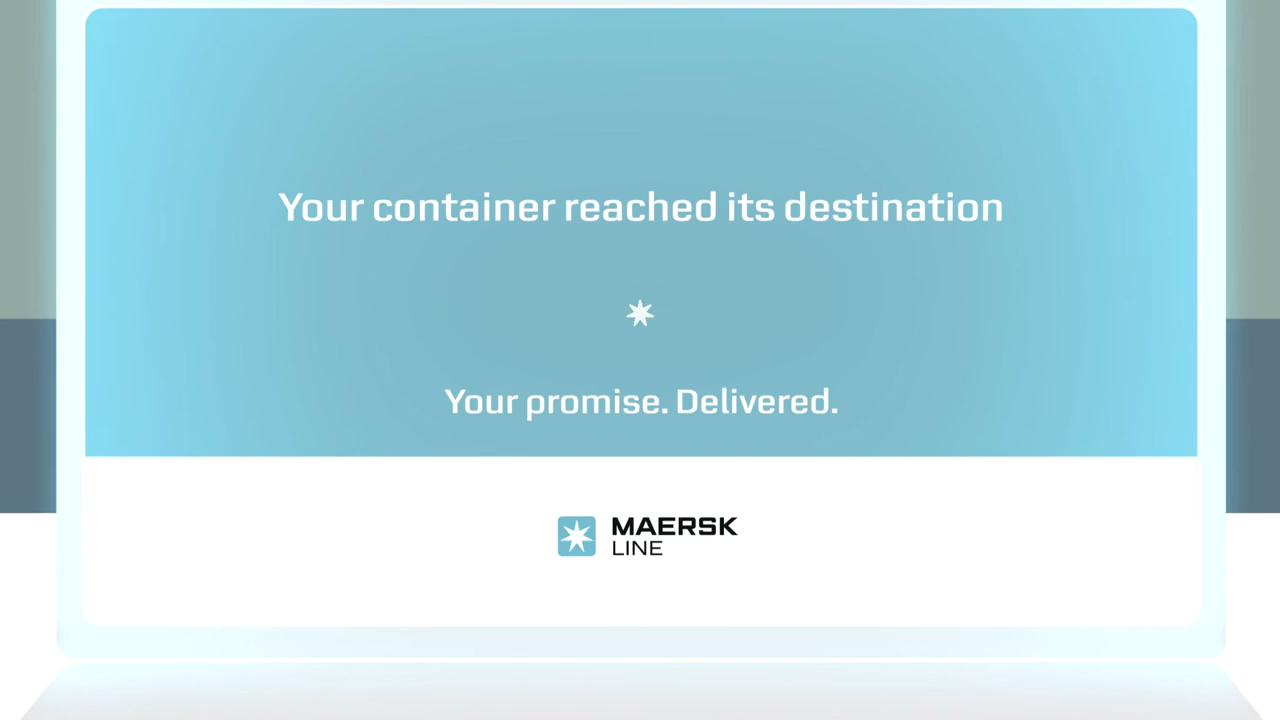 Your container reached its destination
Your promise. Delivered.
MAERSK
LINE